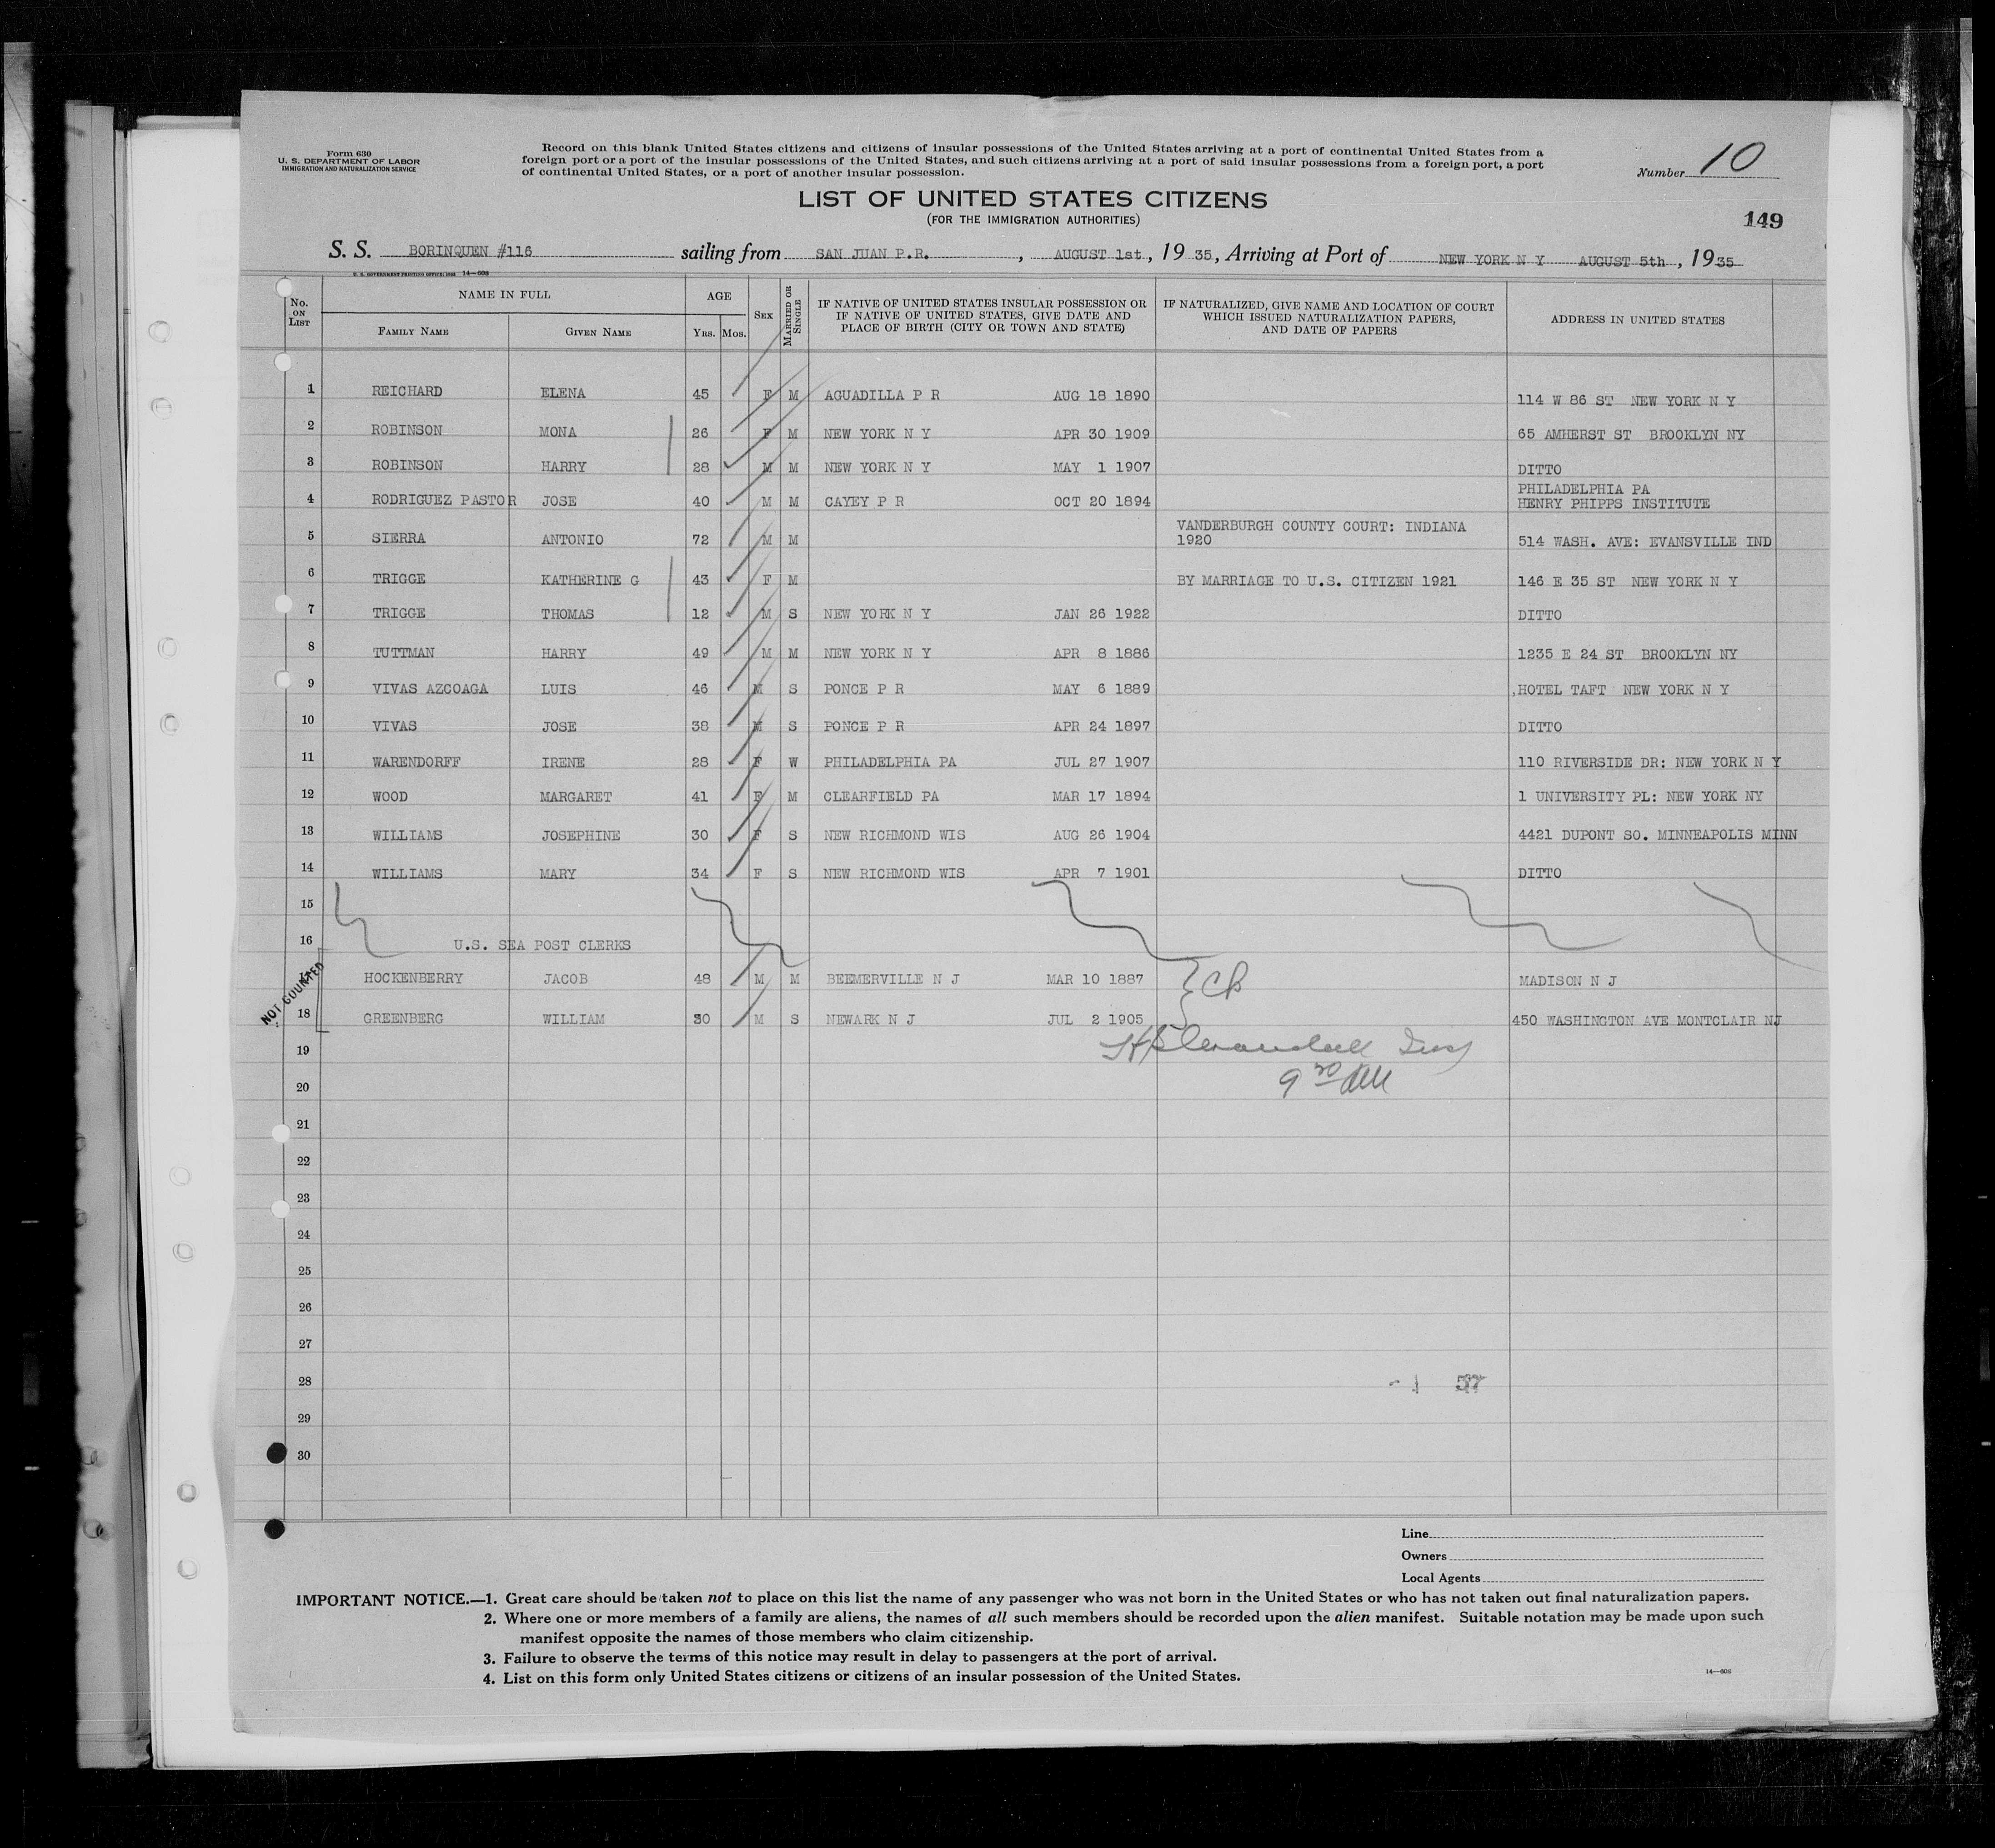 Form 630
U. S. DEPARTMENT OF LABOR
IMMIGRATION AND NATURALIZATION SERVICE
Record on this blank United States citizens and citizens of insular possessions of the United States arriving at a port of continental United States from a
foreign port or a port of the insular possessions of the United States, and such citizens arriving at a port of said insular possessions from a foreign port, a port
of continental United States, or a port of another insular possession.
Number 10
LIST OF UNITED STATES CITIZENS
(FOR THE IMMIGRATION AUTHORITIES)
149
S. S. BORINQUEN #116 sailing from SAN JUAN P.R. , AUGUST 1st , 19 35, Arriving at Port of NEW YORK N Y AUGUST 5th , 19 35
U. S. GOVERNMENT PRINTING OFFICE: 1934 14—608
No. ON LIST NAME IN FULL AGE SEX MARRIED OR SINGLE IF NATIVE OF UNITED STATES INSULAR POSSESSION OR IF NATIVE OF UNITED STATES, GIVE DATE AND PLACE OF BIRTH (CITY OR TOWN AND STATE) IF NATURALIZED, GIVE NAME AND LOCATION OF COURT WHICH ISSUED NATURALIZATION PAPERS, AND DATE OF PAPERS ADDRESS IN UNITED STATES
FAMILY NAME GIVEN NAME YRS. MOS.
1 REICHARD ELENA 45 F M AGUADILLA P R AUG 18 1890 114 W 86 ST NEW YORK N Y
2 ROBINSON MONA 26 F M NEW YORK N Y APR 30 1909 65 AMHERST ST BROOKLYN NY
3 ROBINSON HARRY 28 M M NEW YORK N Y MAY 1 1907 DITTO
4 RODRIGUEZ PASTOR JOSE 40 M M CAYEY P R OCT 20 1894 PHILADELPHIA PA
HENRY PHIPPS INSTITUTE
5 SIERRA ANTONIO 72 M M VANDERBURGH COUNTY COURT: INDIANA
1920 514 WASH. AVE: EVANSVILLE IND
6 TRIGGE KATHERINE G 43 F M BY MARRIAGE TO U.S. CITIZEN 1921 146 E 35 ST NEW YORK N Y
7 TRIGGE THOMAS 12 M S NEW YORK N Y JAN 26 1922 DITTO
8 TUTTMAN HARRY 49 M M NEW YORK N Y APR 8 1886 1235 E 24 ST BROOKLYN NY
9 VIVAS AZCOAGA LUIS 46 M S PONCE P R MAY 6 1889 HOTEL TAFT NEW YORK N Y
10 VIVAS JOSE 38 M S PONCE P R APR 24 1897 DITTO
11 WARENDORFF IRENE 28 F W PHILADELPHIA PA JUL 27 1907 110 RIVERSIDE DR: NEW YORK N Y
12 WOOD MARGARET 41 F M CLEARFIELD PA MAR 17 1894 1 UNIVERSITY PL: NEW YORK NY
13 WILLIAMS JOSEPHINE 30 F S NEW RICHMOND WIS AUG 26 1904 4421 DUPONT SO. MINNEAPOLIS MINN
14 WILLIAMS MARY 34 F S NEW RICHMOND WIS APR 7 1901 DITTO
15
16 U.S. SEA POST CLERKS
NOT COUNTED
17 HOCKENBERRY JACOB 48 M M BEEMERVILLE N J MAR 10 1887 MADISON N J
18 GREENBERG WILLIAM 30 M S NEWARK N J JUL 2 1905 450 WASHINGTON AVE MONTCLAIR NJ
19
20 9 30 AM
21
22
23
24
25
26
27
28 57
29
30
Line
Owners
Local Agents
IMPORTANT NOTICE.—1. Great care should be taken not to place on this list the name of any passenger who was not born in the United States or who has not taken out final naturalization papers.
2. Where one or more members of a family are aliens, the names of all such members should be recorded upon the alien manifest. Suitable notation may be made upon such
manifest opposite the names of those members who claim citizenship.
3. Failure to observe the terms of this notice may result in delay to passengers at the port of arrival.
4. List on this form only United States citizens or citizens of an insular possession of the United States.
14—608